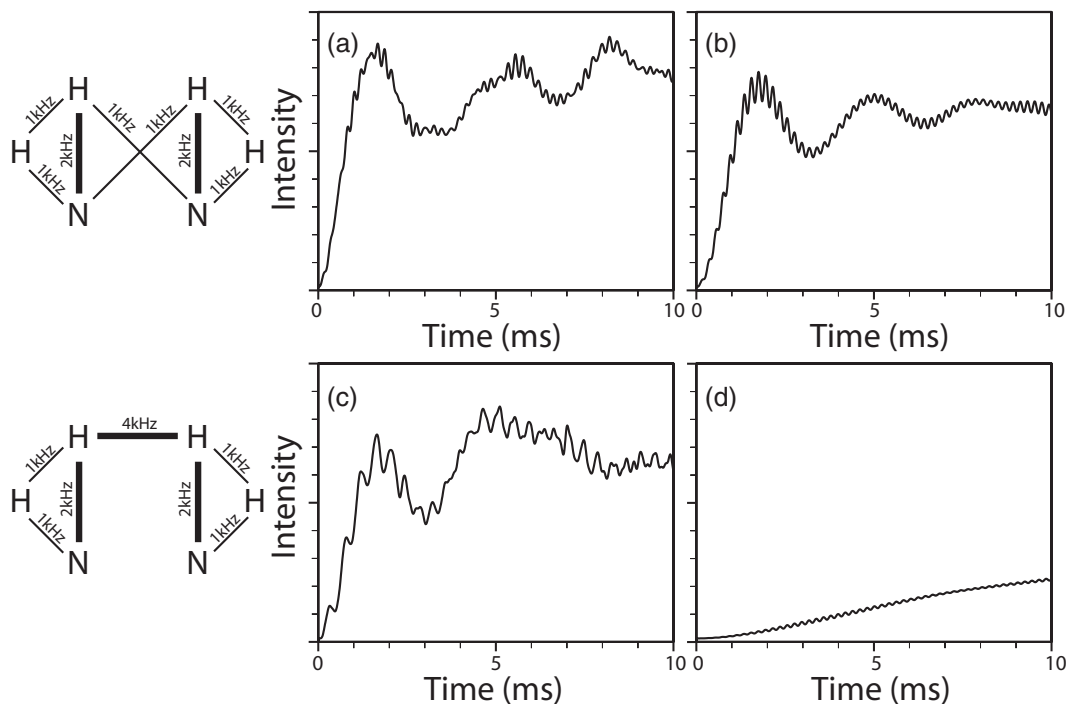 H H
1kHz 1kHz 1kHz 1kHz
H 2kHz 2kHz H
1kHz 1kHz
N N
(a)
Intensity
0 5 10
Time (ms)
(b)
0 5 10
Time (ms)
4kHz
H H
1kHz 1kHz
H 2kHz 2kHz H
1kHz 1kHz
N N
(c)
Intensity
0 5 10
Time (ms)
(d)
0 5 10
Time (ms)